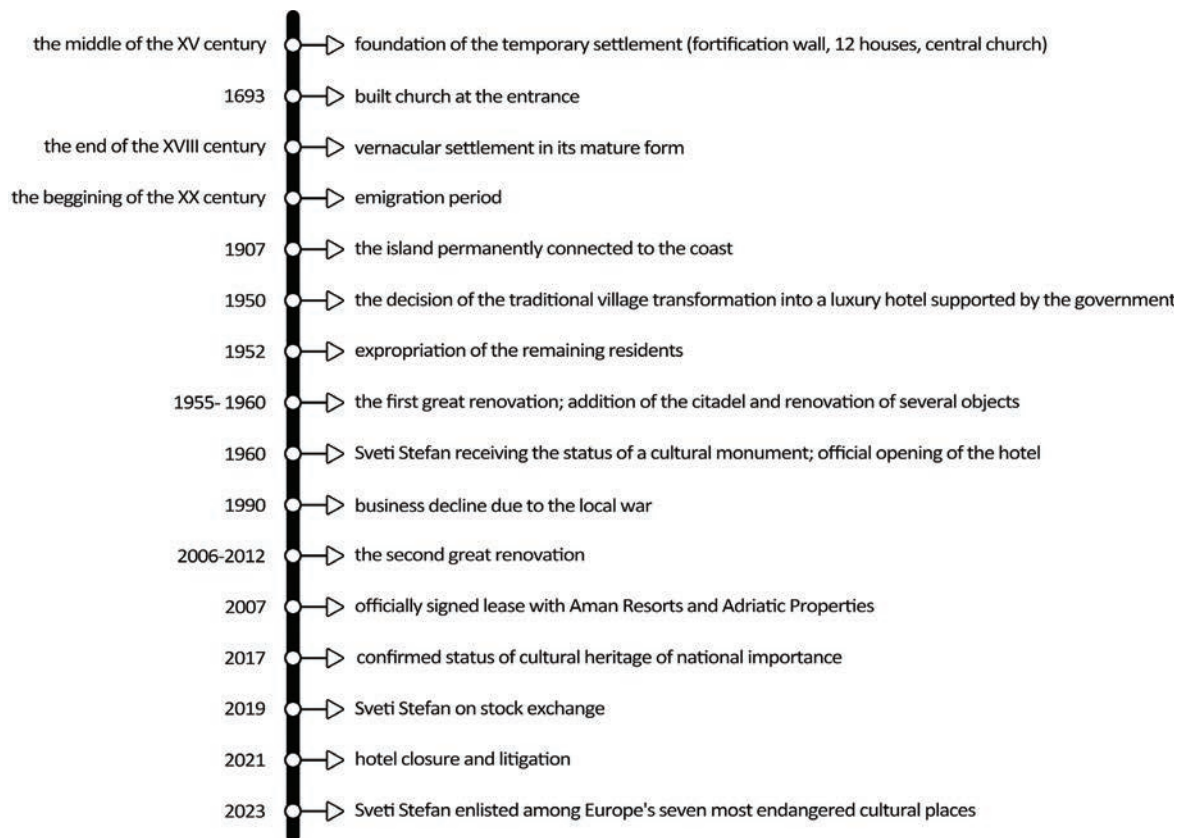 the middle of the XV century foundation of the temporary settlement (fortification wall, 12 houses, central church)
1693 built church at the entrance
the end of the XVIII century vernacular settlement in its mature form
the beggining of the XX century emigration period
1907 the island permanently connected to the coast
1950 the decision of the traditional village transformation into a luxury hotel supported by the government
1952 expropriation of the remaining residents
1955- 1960 the first great renovation; addition of the citadel and renovation of several objects
1960 Sveti Stefan receiving the status of a cultural monument; official opening of the hotel
1990 business decline due to the local war
2006-2012 the second great renovation
2007 officially signed lease with Aman Resorts and Adriatic Properties
2017 confirmed status of cultural heritage of national importance
2019 Sveti Stefan on stock exchange
2021 hotel closure and litigation
2023 Sveti Stefan enlisted among Europe's seven most endangered cultural places